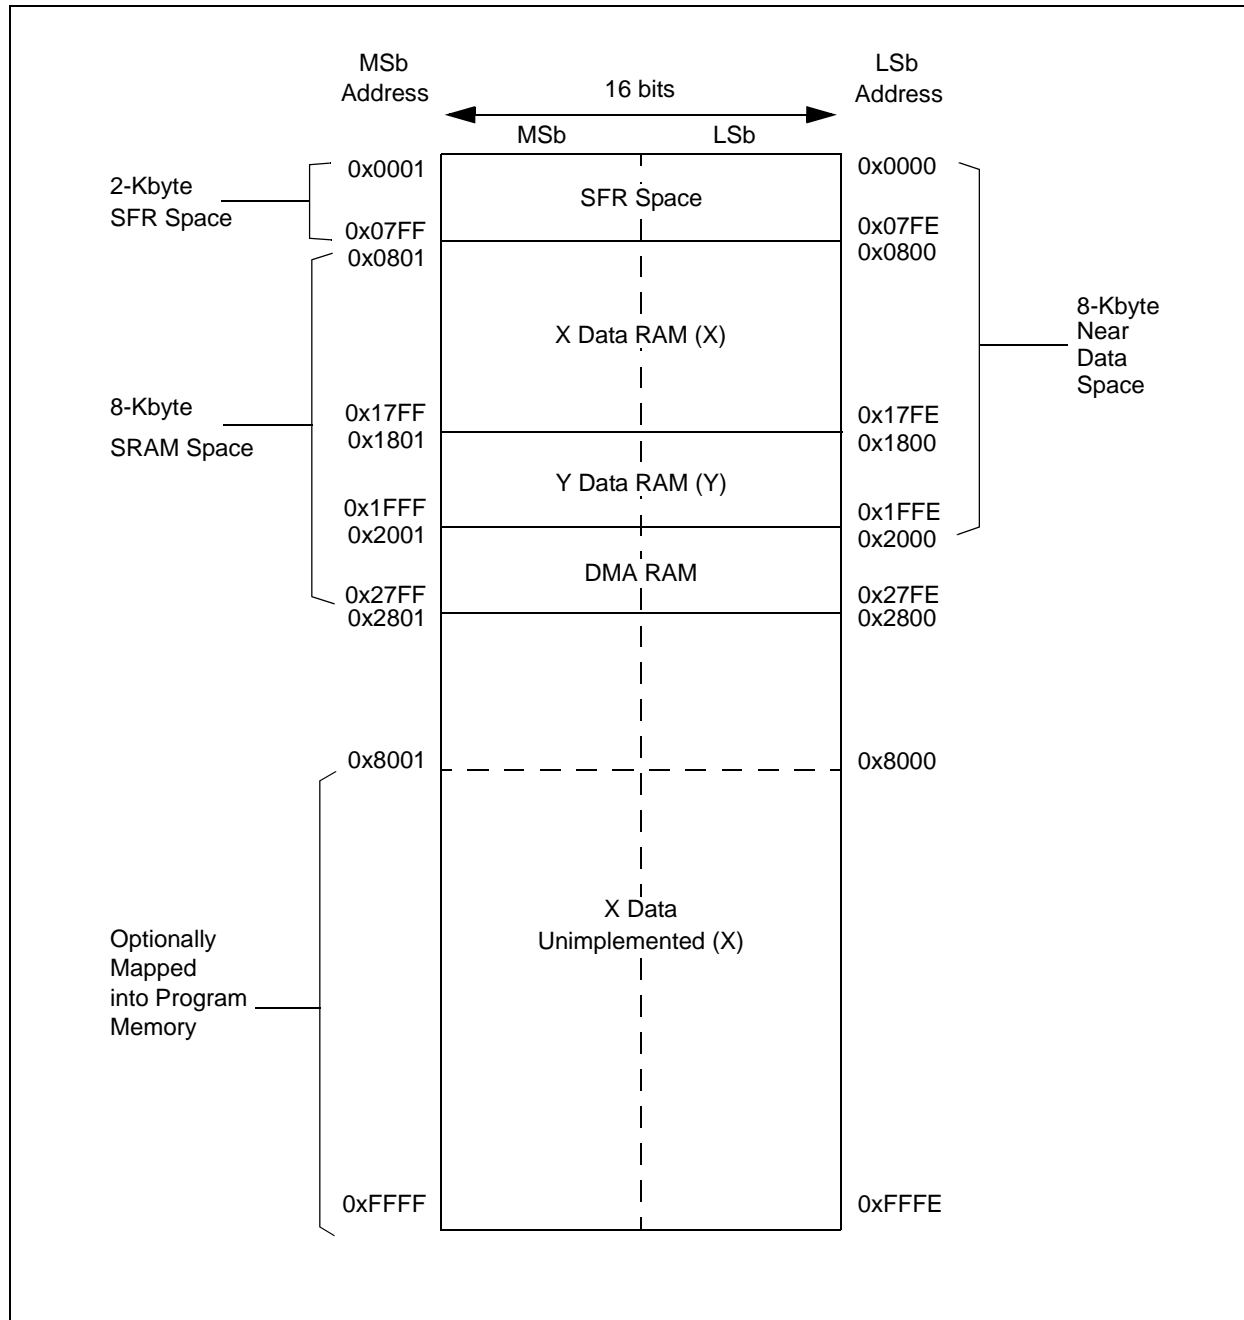 MSb
Address
LSb
Address
16 bits
MSb
LSb
0x0001
0x0000
2-Kbyte
SFR Space
SFR Space
0x07FF
0x07FE
0x0801
0x0800
X Data RAM (X)
8-Kbyte
Near
Data
Space
8-Kbyte
SRAM Space
0x17FF
0x17FE
0x1801
0x1800
Y Data RAM (Y)
0x1FFF
0x1FFE
0x2001
0x2000
DMA RAM
0x27FF
0x27FE
0x2801
0x2800
0x8001
0x8000
X Data
Unimplemented (X)
Optionally
Mapped
into Program
Memory
0xFFFF
0xFFFE